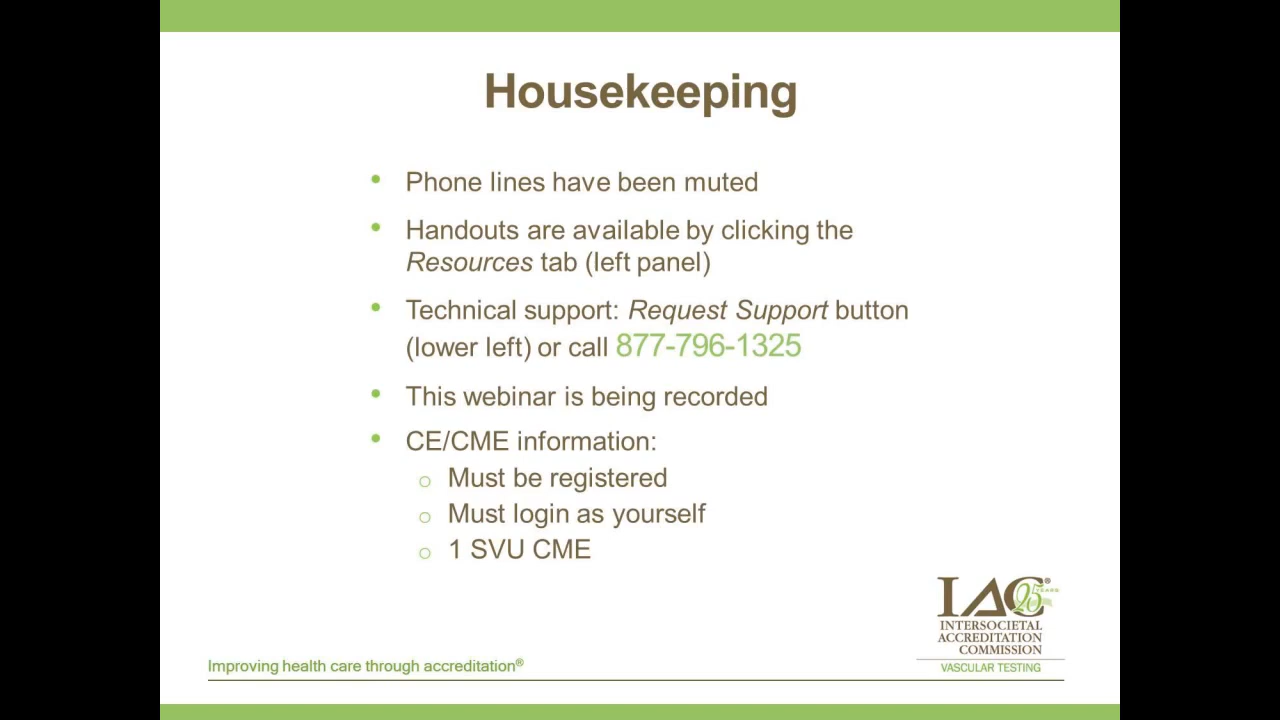 Housekeeping
• Phone lines have been muted
• Handouts are available by clicking the
Resources tab (left panel)
• Technical support: Request Support button
(lower left) or call 877-796-1325
• This webinar is being recorded
• CE/CME information:
o Must be registered
o Must login as yourself
o 1 SVU CME
IAC®
25 YEARS
INTERSOCIETAL
ACCREDITATION
COMMISSION
VASCULAR TESTING
Improving health care through accreditation®